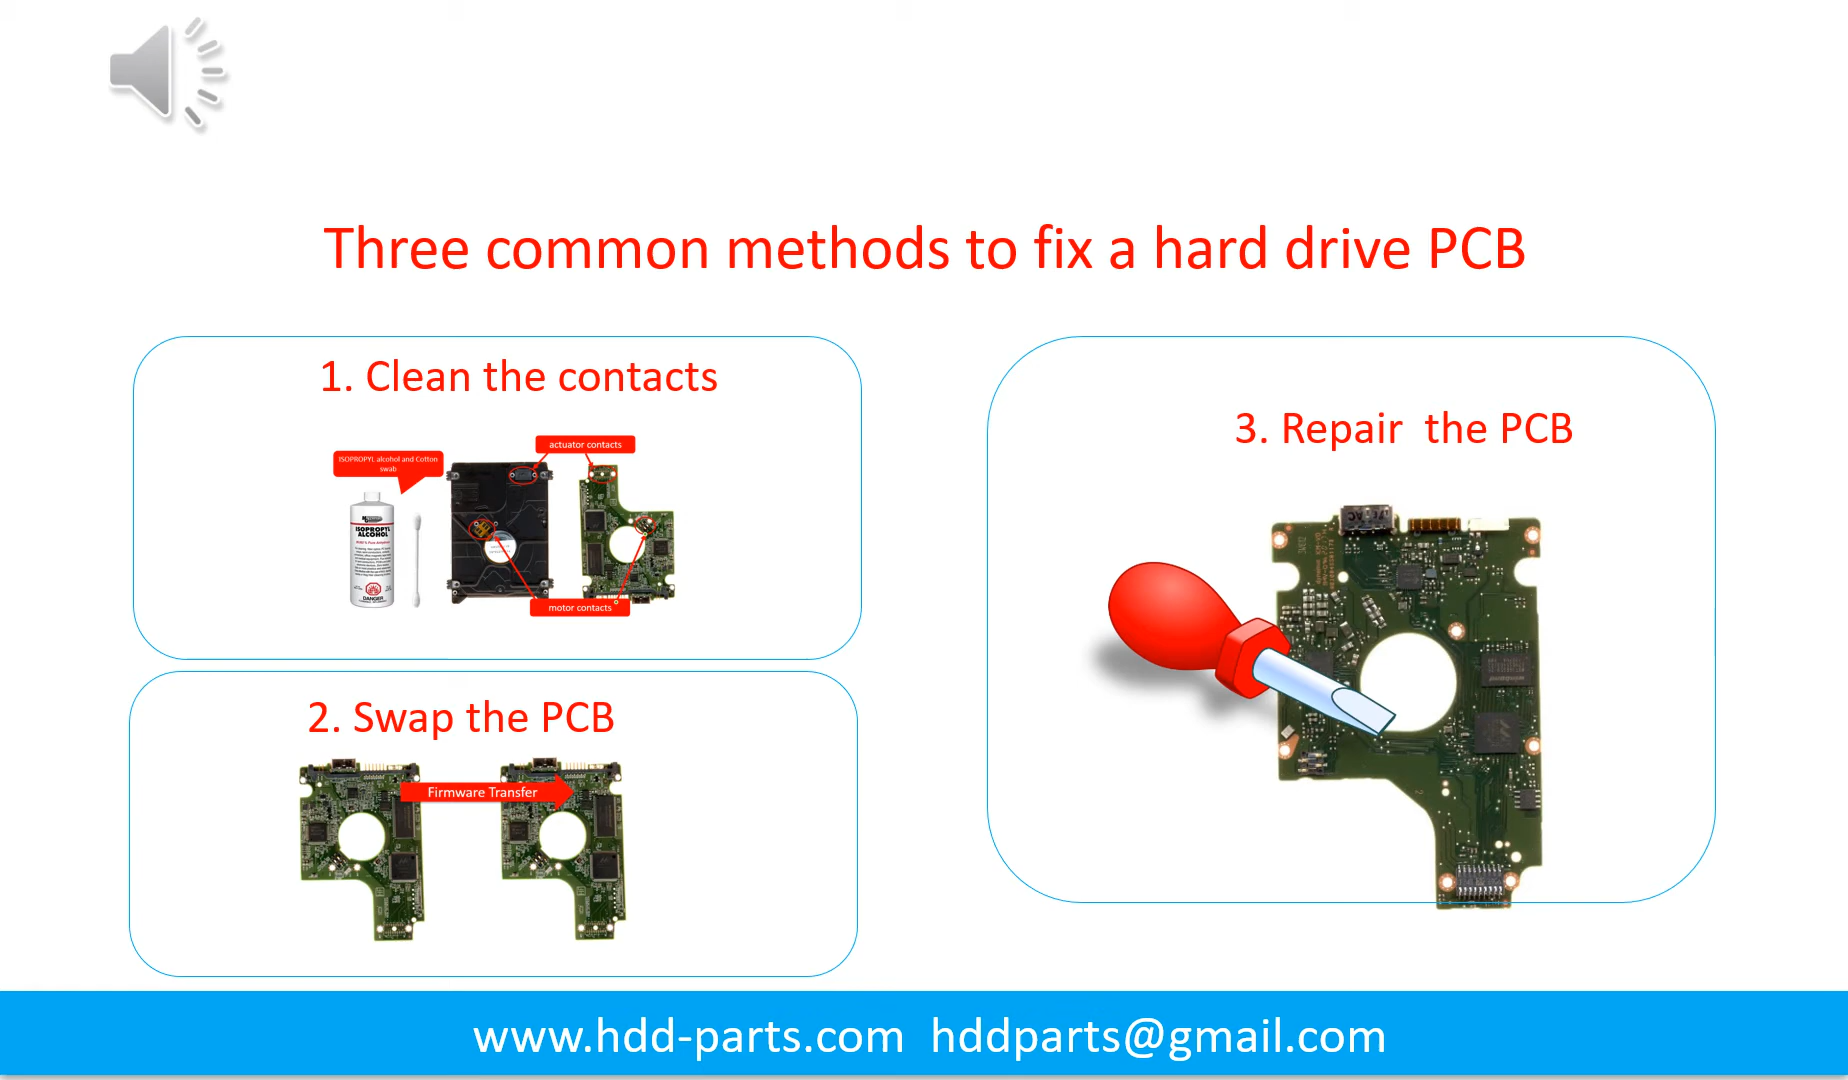 Three common methods to fix a hard drive PCB
1. Clean the contacts
actuator contacts
ISOPROPYL alcohol and Cotton
swab
ISOPROPYL
ALCOHOL
DANGER
motor contacts
2. Swap the PCB
Firmware Transfer
3. Repair  the PCB
www.hdd-parts.com  hddparts@gmail.com